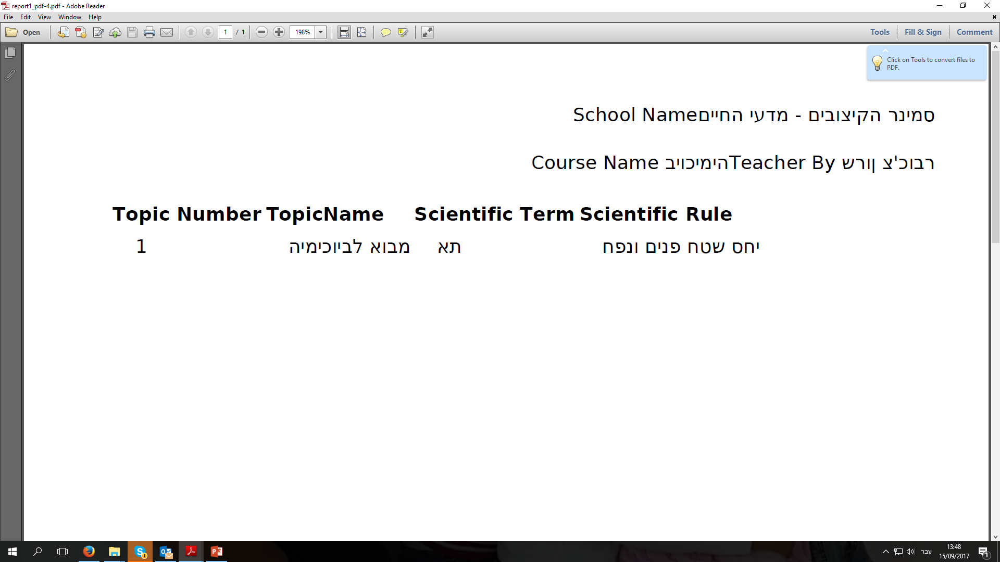 File Edit View Window Help
report1_pdf-4.pdf - Adobe Reader
Open 1 / 1 198% Tools Fill & Sign Comment
Click on Tools to convert files to
PDF.
School Nameסמינר הקיצובים - מדעי החיים
Course Name הימיכויבTeacher By רבוכ'צ ןורש
Topic Number TopicName Scientific Term Scientific Rule
1 מבוא לביוכימיה תא יחס שטח פנים ונפח
13:48
עבר
15/09/2017